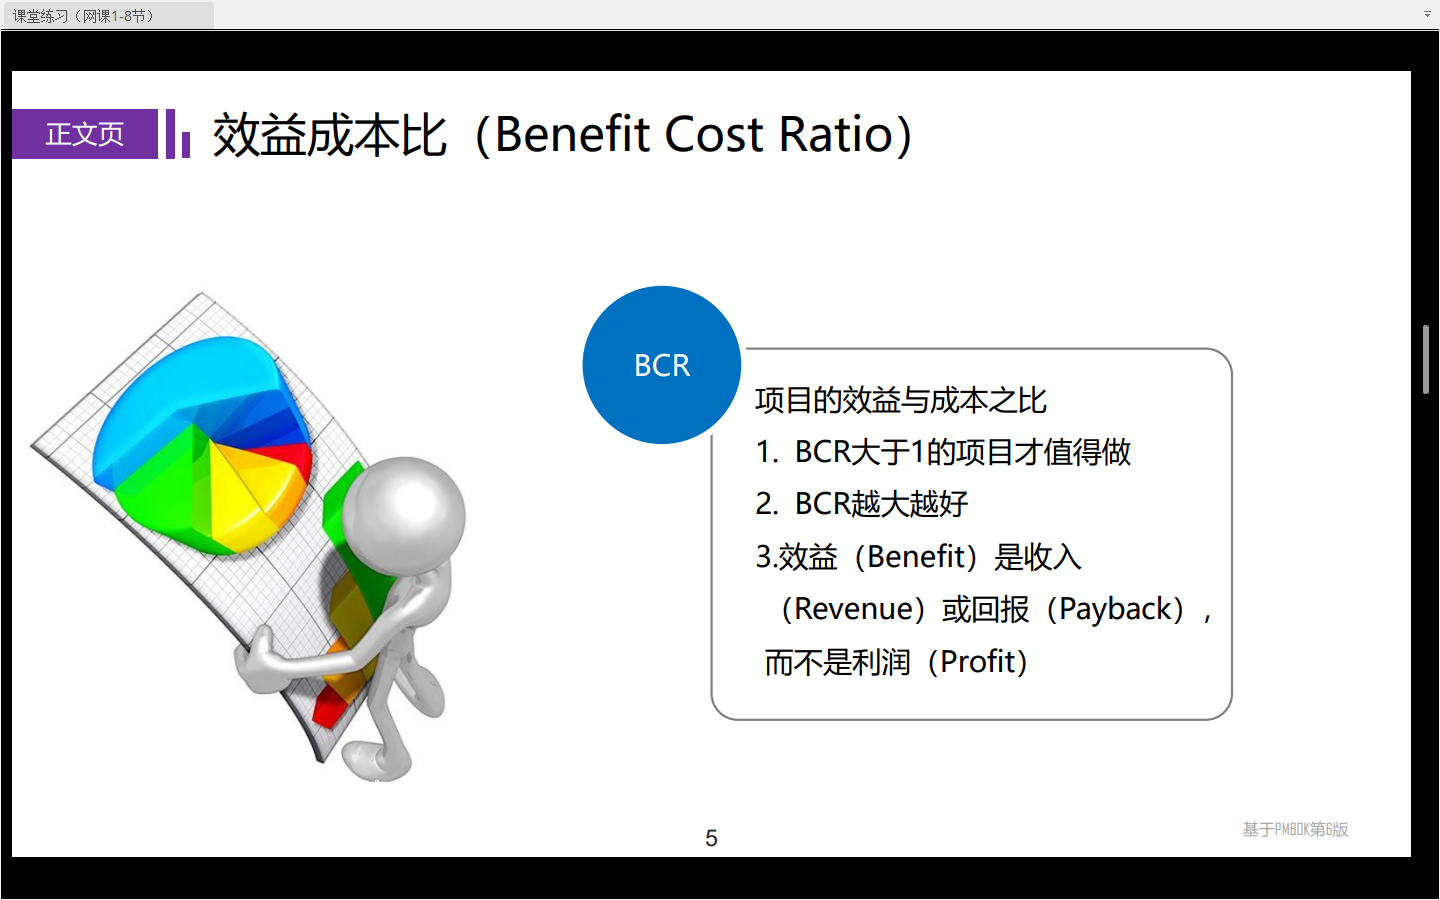 课堂练习（网课1-8节）
正文页
效益成本比（Benefit Cost Ratio）
BCR
项目的效益与成本之比
1. BCR大于1的项目才值得做
2. BCR越大越好
3.效益（Benefit）是收入
（Revenue）或回报（Payback），
而不是利润（Profit）
基于PMBOK第6版
5